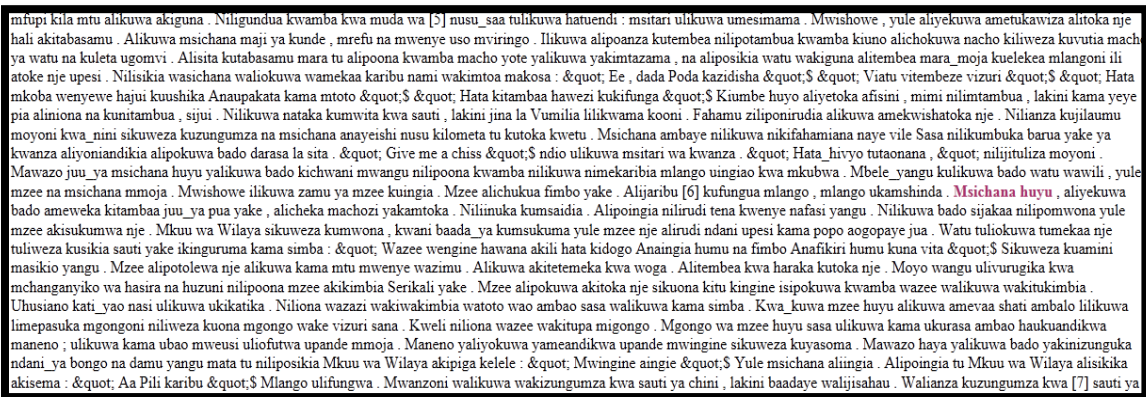 mfupi kila mtu alikuwa akiguna . Niligundua kwamba kwa muda wa [5] nusu_saa tulikuwa hatuendi : msitari ulikuwa umesimama . Mwishowe , yule aliyekuwa ametukawiza alitoka nje
hali akitabasamu . Alikuwa msichana maji ya kunde , mrefu na mwenye uso mviringo . Ilikuwa alipoanza kutembea nilipotambua kwamba kiuno alichokuwa nacho kiliweza kuvutia macho
ya watu na kuleta ugomvi . Alisita kutabasamu mara tu alipoona kwamba macho yote yalikuwa yakimtazama , na aliposikia watu wakiguna alitembea mara_moja kuelekea mlangoni ili
atoke nje upesi . Nilisikia wasichana waliokuwa wamekaa karibu nami wakimtoa makosa : &quot; Ee , dada Poda kazidisha &quot;$ &quot; Viatu vitembeze vizuri &quot;$ &quot; Hata
mkoba wenyewe hajui kuushika Anaupakata kama mtoto &quot;$ &quot; Hata kitambaa hawezi kukifunga &quot;$ Kiumbe huyo aliyetoka afisini , mimi nilimtambua , lakini kama yeye
pia aliniona na kunitambua , sijui . Nilikuwa nataka kumwita kwa sauti , lakini jina la Vumilia lilikwama kooni . Fahamu ziliponirudia alikuwa amekwishatoka nje . Nilianza kujilaumu
moyoni kwa_nini sikuweza kuzungumza na msichana anayeishi nusu kilometa tu kutoka kwetu . Msichana ambaye nilikuwa nikifahamiana naye vile Sasa nilikumbuka barua yake ya
kwanza aliyoniandikia alipokuwa bado darasa la sita . &quot; Give me a chiss &quot;$ ndio ulikuwa msitari wa kwanza . &quot; Hata_hivyo tutaonana , &quot; nilijituliza moyoni .
Mawazo juu_ya msichana huyu yalikuwa bado kichwani mwangu nilipoona kwamba nilikuwa nimekaribia mlango uingiao kwa mkubwa . Mbele_yangu kulikuwa bado watu wawili , yule
mzee na msichana mmoja . Mwishowe ilikuwa zamu ya mzee kuingia . Mzee alichukua fimbo yake . Alijaribu [6] kufungua mlango , mlango ukamshinda . Msichana huyu , aliyekuwa
bado ameweka kitambaa juu_ya pua yake , alicheka machozi yakamtoka . Niliinuka kumsaidia . Alipoingia nilirudi tena kwenye nafasi yangu . Nilikuwa bado sijakaa nilipomwona yule
mzee akisukumwa nje . Mkuu wa Wilaya sikuweza kumwona , kwani baada_ya kumsukuma yule mzee nje alirudi ndani upesi kama popo aogopaye jua . Watu tuliokuwa tumekaa nje
tuliweza kusikia sauti yake ikinguruma kama simba : &quot; Wazee wengine hawana akili hata kidogo Anaingia humu na fimbo Anafikiri humu kuna vita &quot;$ Sikuweza kuamini
masikio yangu . Mzee alipotolewa nje alikuwa kama mtu mwenye wazimu . Alikuwa akitetemeka kwa woga . Alitembea kwa haraka kutoka nje . Moyo wangu ulivurugika kwa
mchanganyiko wa hasira na huzuni nilipoona mzee akikimbia Serikali yake . Mzee alipokuwa akitoka nje sikuona kitu kingine isipokuwa kwamba wazee walikuwa wakitukimbia .
Uhusiano kati_yao nasi ulikuwa ukikatika . Niliona wazazi wakiwakimbia watoto wao ambao sasa walikuwa kama simba . Kwa_kuwa mzee huyu alikuwa amevaa shati ambalo lilikuwa
limepasuka mgongoni niliweza kuona mgongo wake vizuri sana . Kweli niliona wazee wakitupa migongo . Mgongo wa mzee huyu sasa ulikuwa kama ukurasa ambao haukuandikwa
maneno ; ulikuwa kama ubao mweusi uliofutwa upande mmoja . Maneno yaliyokuwa yameandikwa upande mwingine sikuweza kuyasoma . Mawazo haya yalikuwa bado yakinizunguka
ndani_ya bongo na damu yangu mata tu niliposikia Mkuu wa Wilaya akipiga kelele : &quot; Mwingine aingie &quot;$ Yule msichana aliingia . Alipoingia tu Mkuu wa Wilaya alisikika
akisema : &quot; Aa Pili karibu &quot;$ Mlango ulifungwa . Mwanzoni walikuwa wakizungumza kwa sauti ya chini , lakini baadaye walijisahau . Walianza kuzungumza kwa [7] sauti ya